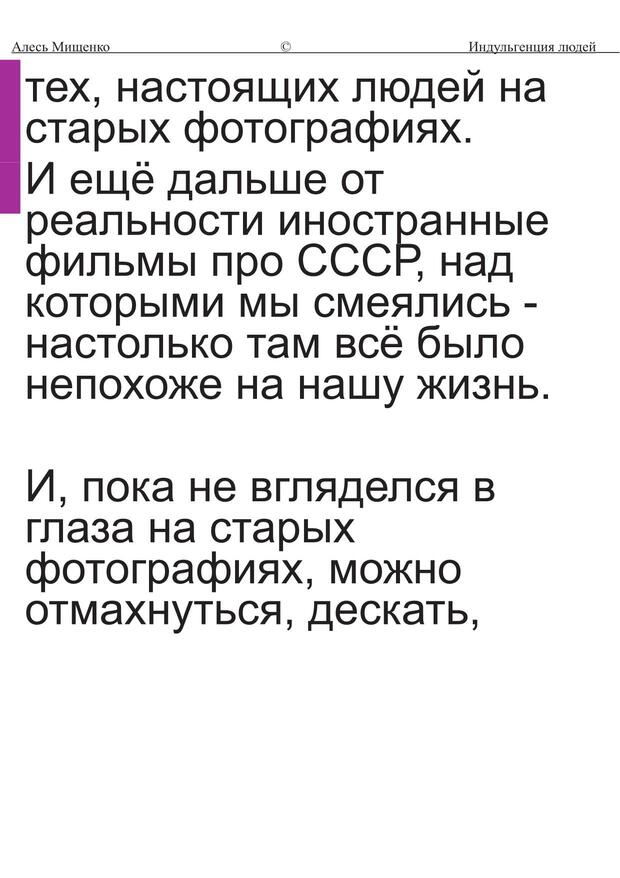 Алесь Мищенко © Индульгенция людей
тех, настоящих людей на
старых фотографиях.
И ещё дальше от
реальности иностранные
фильмы про СССР, над
которыми мы смеялись -
настолько там всё было
непохоже на нашу жизнь.
И, пока не вгляделся в
глаза на старых
фотографиях, можно
отмахнуться, дескать,